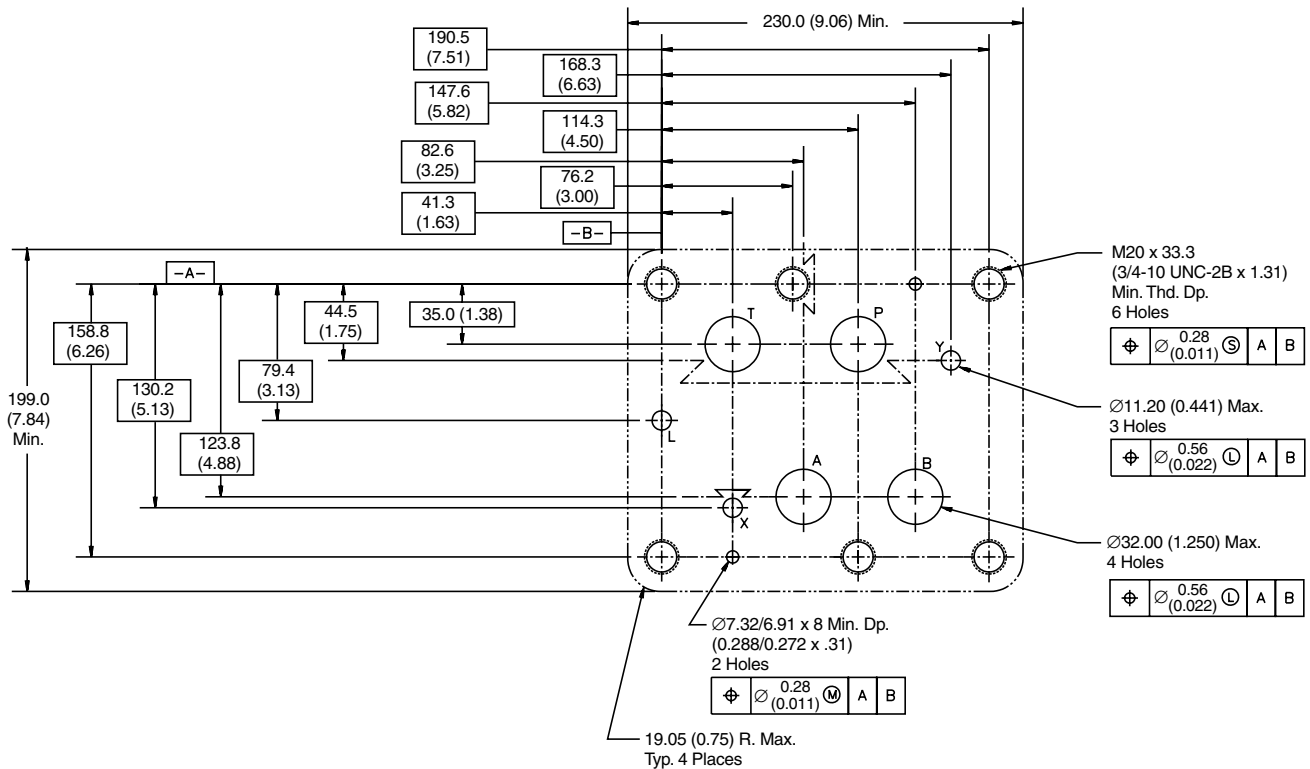 230.0 (9.06) Min.
190.5
(7.51)
168.3
(6.63)
147.6
(5.82)
114.3
(4.50)
82.6
(3.25)
76.2
(3.00)
41.3
(1.63)
-B-
-A-
44.5
(1.75)
35.0 (1.38)
158.8
(6.26)
79.4
(3.13)
130.2
(5.13)
199.0
(7.84)
Min.
123.8
(4.88)
T
P
Y
L
A
B
X
M20 x 33.3
(3/4-10 UNC-2B x 1.31)
Min. Thd. Dp.
6 Holes
⌖ ∅ 0.28 Ⓢ A B
(0.011)
∅11.20 (0.441) Max.
3 Holes
⌖ ∅ 0.56 Ⓛ A B
(0.022)
∅32.00 (1.250) Max.
4 Holes
⌖ ∅ 0.56 Ⓛ A B
(0.022)
∅7.32/6.91 x 8 Min. Dp.
(0.288/0.272 x .31)
2 Holes
⌖ ∅ 0.28 Ⓜ A B
(0.011)
19.05 (0.75) R. Max.
Typ. 4 Places